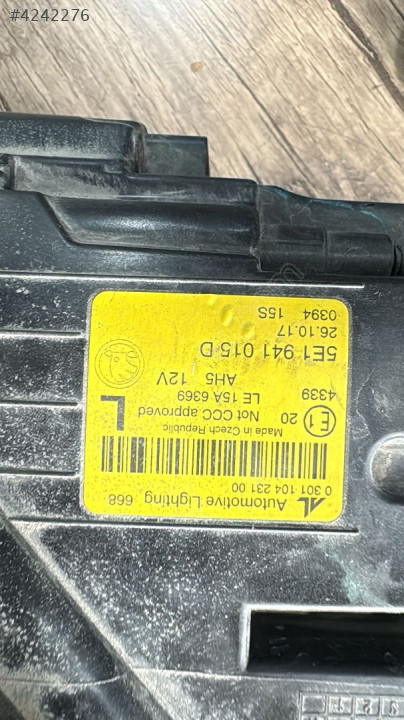 #4242276
AL Automotive Lighting 668
0 301 104 231 00
Made in Czech Republic
E1 20 Not CCC approved L
4339 LE 15A 6369
AH5 12V
5E1 941 015 D
26.10.17
0394 15S